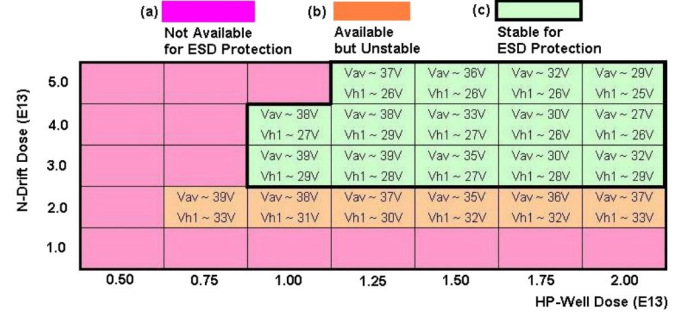 (a) (b) (c)
Not Available Available Stable for
for ESD Protection but Unstable ESD Protection
5.0 Vav ~ 37V Vav ~ 36V Vav ~ 32V Vav ~ 29V
Vh1 ~ 26V Vh1 ~ 26V Vh1 ~ 26V Vh1 ~ 25V
4.0 Vav ~ 38V Vav ~ 38V Vav ~ 33V Vav ~ 30V Vav ~ 27V
Vh1 ~ 27V Vh1 ~ 29V Vh1 ~ 27V Vh1 ~ 26V Vh1 ~ 26V
3.0 Vav ~ 39V Vav ~ 39V Vav ~ 35V Vav ~ 30V Vav ~ 32V
Vh1 ~ 29V Vh1 ~ 28V Vh1 ~ 27V Vh1 ~ 28V Vh1 ~ 29V
2.0 Vav ~ 39V Vav ~ 38V Vav ~ 37V Vav ~ 35V Vav ~ 36V Vav ~ 37V
Vh1 ~ 33V Vh1 ~ 31V Vh1 ~ 30V Vh1 ~ 32V Vh1 ~ 32V Vh1 ~ 33V
1.0
N-Drift Dose (E13)
0.50 0.75 1.00 1.25 1.50 1.75 2.00
HP-Well Dose (E13)